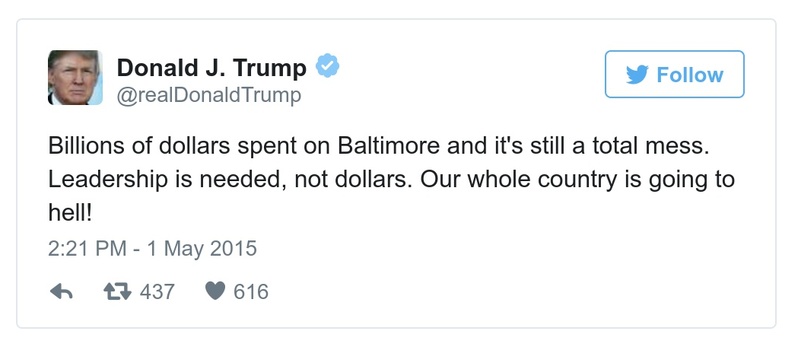 Donald J. Trump
@realDonaldTrump
Follow
Billions of dollars spent on Baltimore and it's still a total mess.
Leadership is needed, not dollars. Our whole country is going to
hell!
2:21 PM - 1 May 2015
437 616